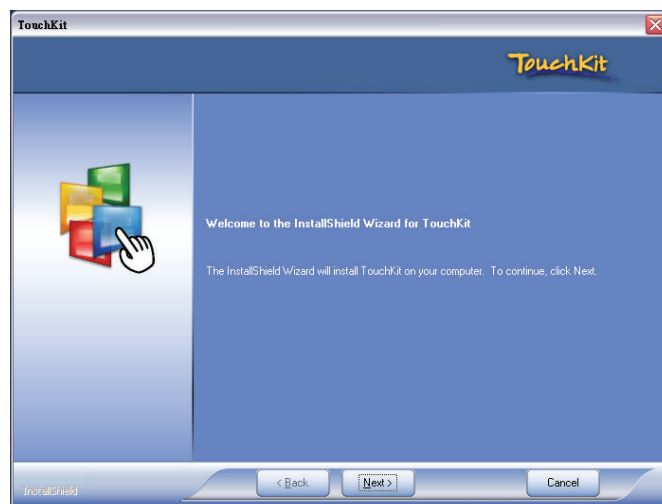 TouchKit
TouchKit
Welcome to the InstallShield Wizard for TouchKit
The InstallShield Wizard will install TouchKit on your computer. To continue, click Next.
InstallShield
< Back
Next >
Cancel